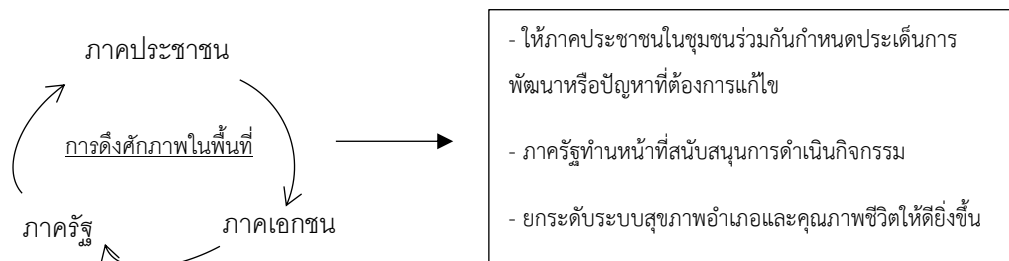 ภาคประชาชน
การดึงศักภาพในพื้นที่
ภาครัฐ
ภาคเอกชน
- ให้ภาคประชาชนในชุมชนร่วมกันกำหนดประเด็นการ
พัฒนาหรือปัญหาที่ต้องการแก้ไข
- ภาครัฐทำนหน้าที่สนับสนุนการดำเนินกิจกรรม
- ยกระดับระบบสุขภาพอำเภอและคุณภาพชีวิตให้ดียิ่งขึ้น